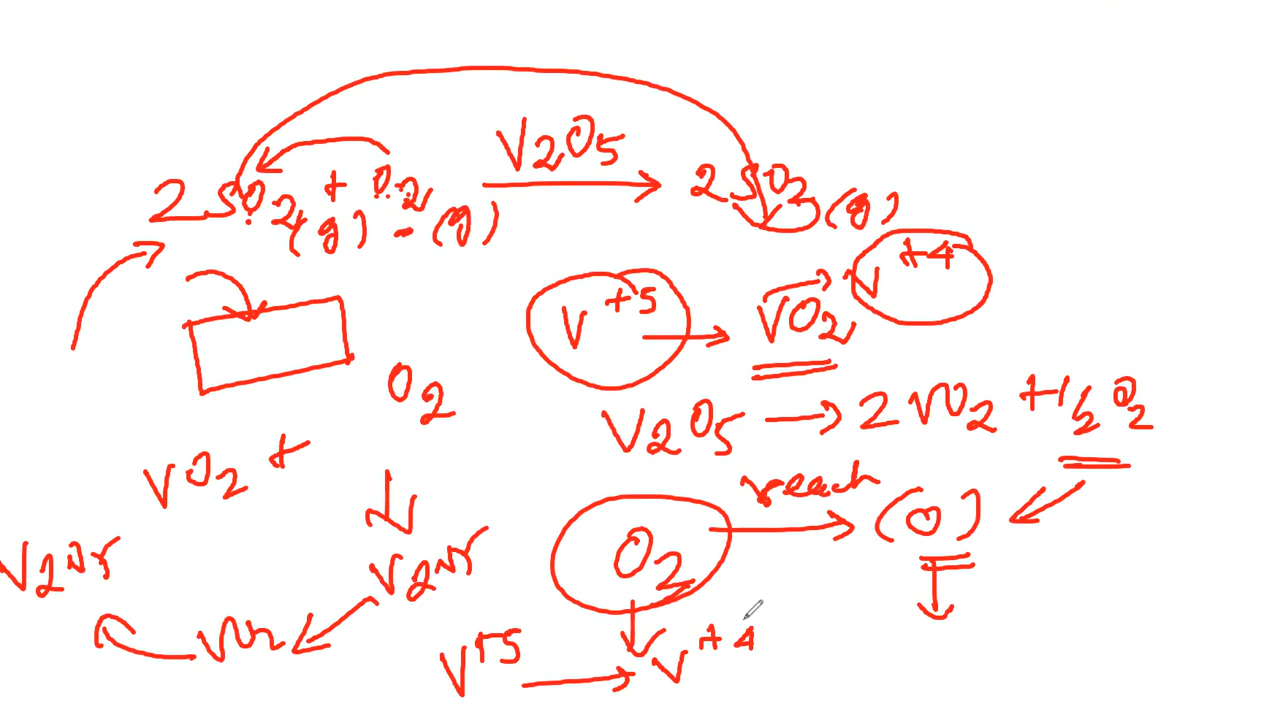 V2O5
2SO2(g) + O2(g) → 2SO2(g)
V+5 → VO2 V+4
O2
V2O5 → 2VO2 + 1/2 O2
VO2 +
reach
O2 → (O)
V2O5 V2O5
VO2
V+5 → V+4